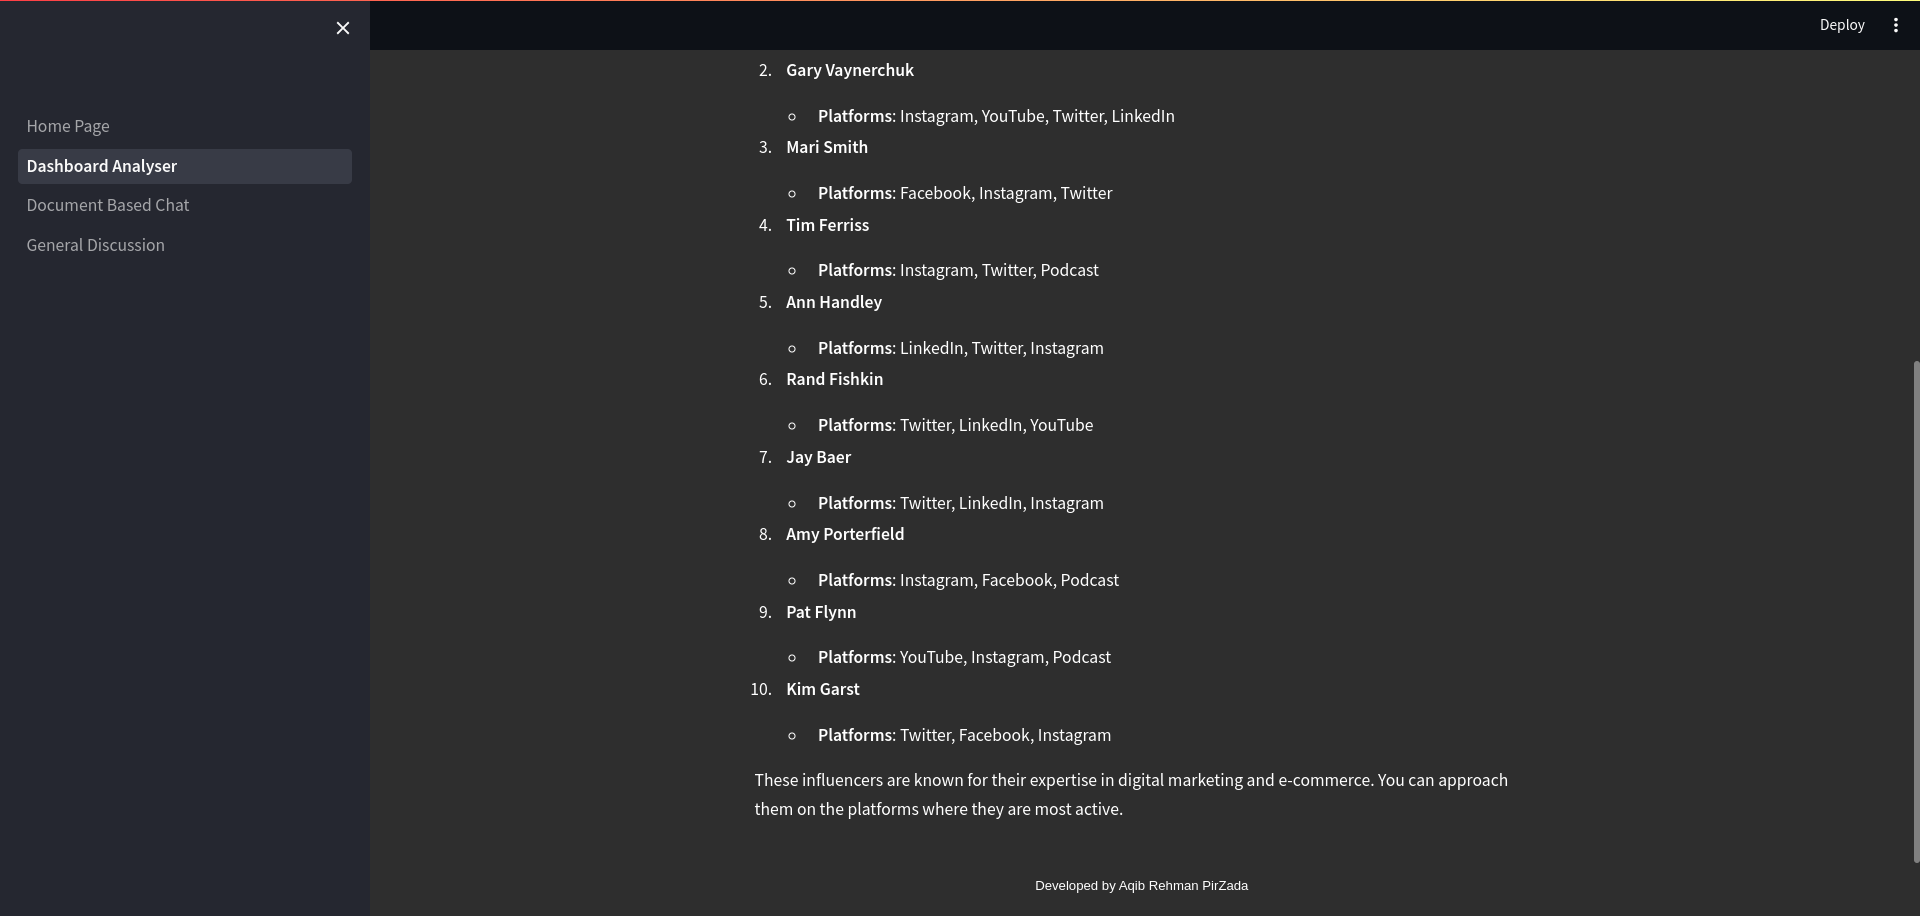 Deploy
Home Page
Dashboard Analyser
Document Based Chat
General Discussion
2. Gary Vaynerchuk
Platforms: Instagram, YouTube, Twitter, LinkedIn
3. Mari Smith
Platforms: Facebook, Instagram, Twitter
4. Tim Ferriss
Platforms: Instagram, Twitter, Podcast
5. Ann Handley
Platforms: LinkedIn, Twitter, Instagram
6. Rand Fishkin
Platforms: Twitter, LinkedIn, YouTube
7. Jay Baer
Platforms: Twitter, LinkedIn, Instagram
8. Amy Porterfield
Platforms: Instagram, Facebook, Podcast
9. Pat Flynn
Platforms: YouTube, Instagram, Podcast
10. Kim Garst
Platforms: Twitter, Facebook, Instagram
These influencers are known for their expertise in digital marketing and e-commerce. You can approach
them on the platforms where they are most active.
Developed by Aqib Rehman PirZada